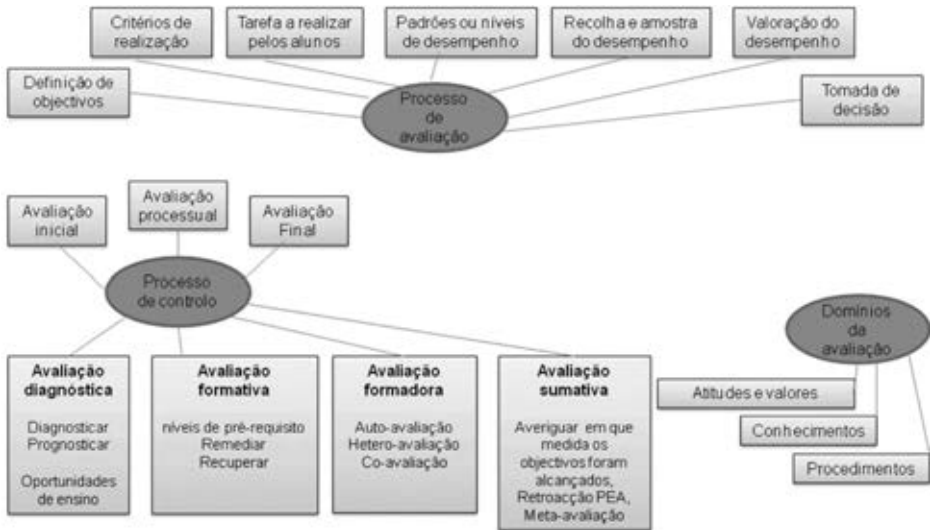 Critérios de
realização
Tarefa a realizar
pelos alunos
Padrões ou níveis
de desempenho
Recolha e amostra
do desempenho
Valoração do
desempenho
Definição de
objectivos
Processo
de
avaliação
Tomada de
decisão
Avaliação
inicial
Avaliação
processual
Avaliação
Final
Processo
de controlo
Domínios
da
avaliação
Avaliação
diagnóstica
Diagnosticar
Prognosticar
Oportunidades
de ensino
Avaliação
formativa
níveis de pré-requisito
Remediar
Recuperar
Avaliação
formadora
Auto-avaliação
Hetero-avaliação
Co-avaliação
Avaliação
sumativa
Averiguar em que
medida os
objectivos foram
alcançados,
Retroacção PEA,
Meta-avaliação
Atitudes e valores
Conhecimentos
Procedimentos